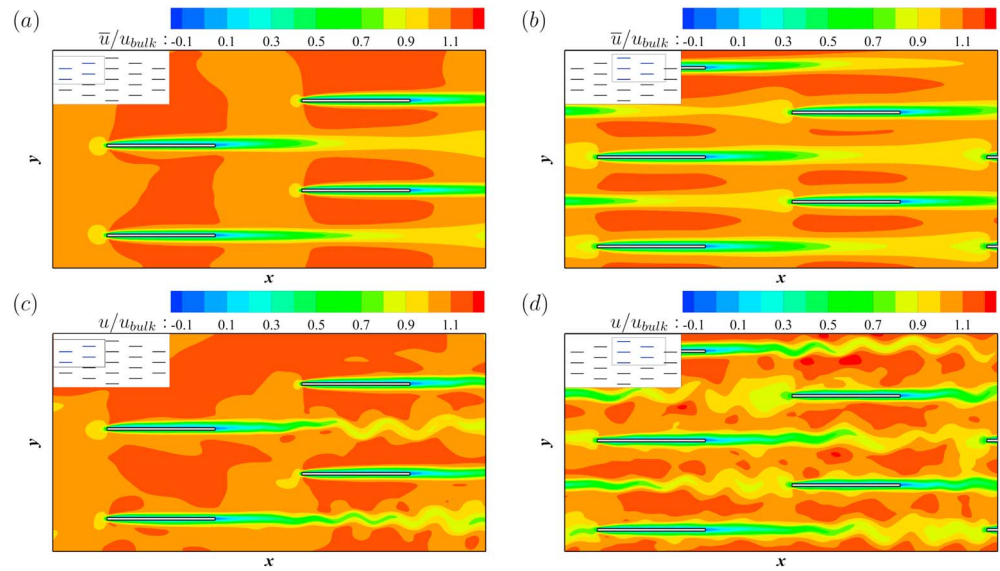 (a)
u̅/u_bulk : -0.1 0.1 0.3 0.5 0.7 0.9 1.1
y
x
(b)
u̅/u_bulk : -0.1 0.1 0.3 0.5 0.7 0.9 1.1
y
x
(c)
u/u_bulk : -0.1 0.1 0.3 0.5 0.7 0.9 1.1
y
x
(d)
u/u_bulk : -0.1 0.1 0.3 0.5 0.7 0.9 1.1
y
x